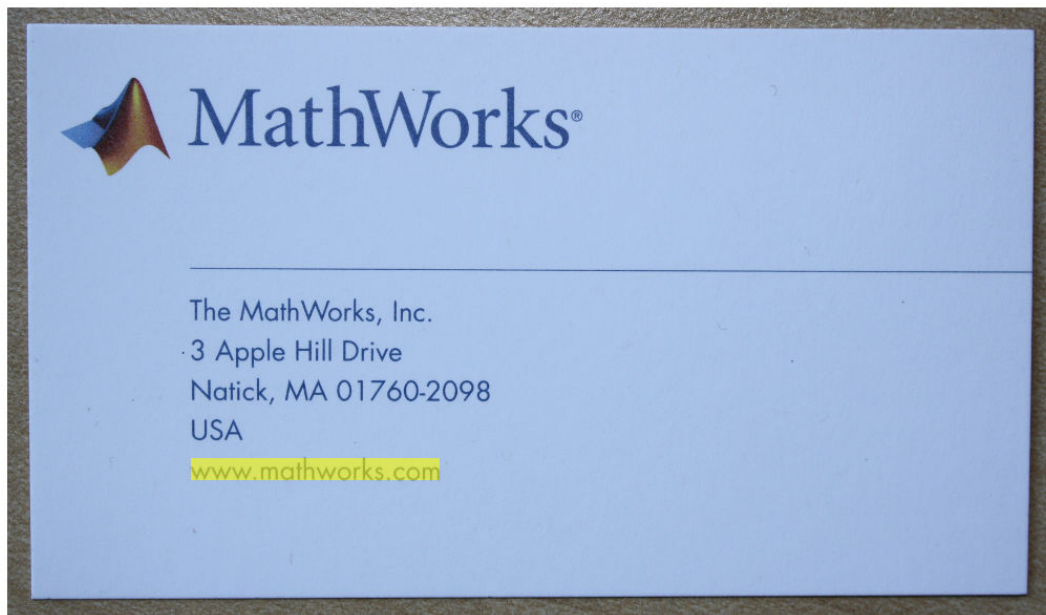 MathWorks®
The MathWorks, Inc.
3 Apple Hill Drive
Natick, MA 01760-2098
USA
www.mathworks.com